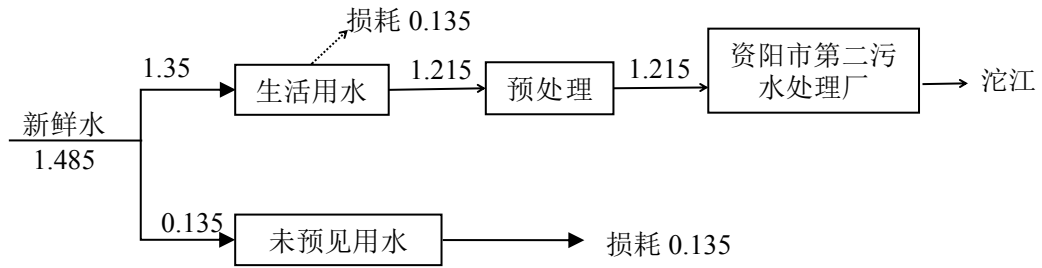 损耗 0.135
1.35
生活用水
1.215
预处理
1.215
资阳市第二污
水处理厂
沱江
新鲜水
1.485
0.135
未预见用水
损耗 0.135